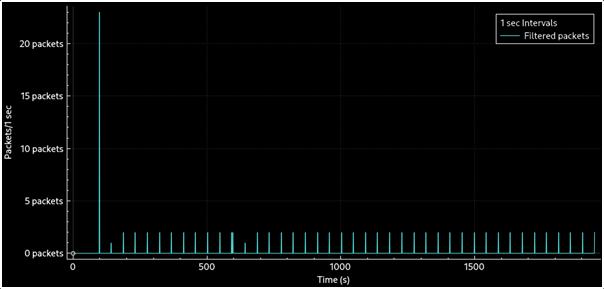 1 sec Intervals
Filtered packets
Packets/1 sec
20 packets
15 packets
10 packets
5 packets
0 packets
0 500 1000 1500
Time (s)